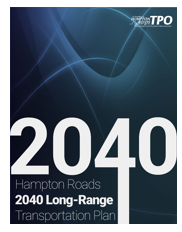 TPO
2040
Hampton Roads
2040 Long-Range
Transportation Plan